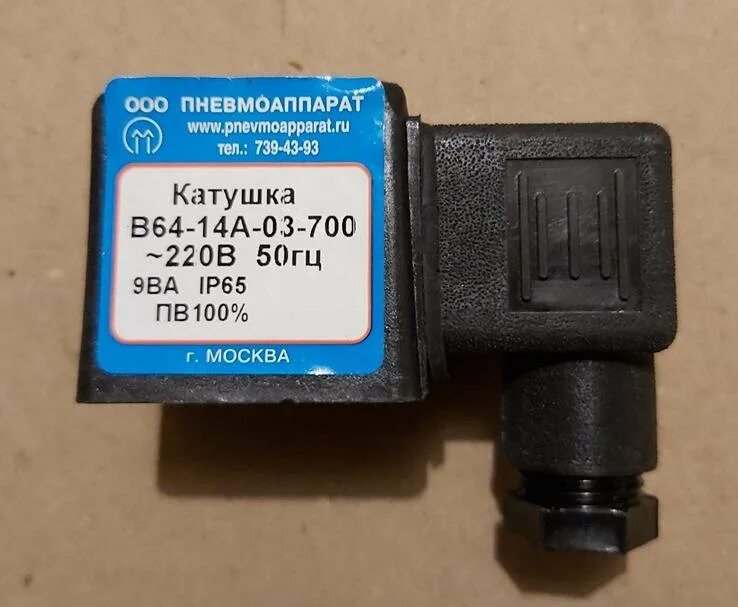 ООО ПНЕВМОАППАРАТ
www.pnevmoapparat.ru
тел.: 739-43-93
Катушка
В64-14А-03-700
~220В 50гц
9ВА IP65
ПВ100%
г. МОСКВА